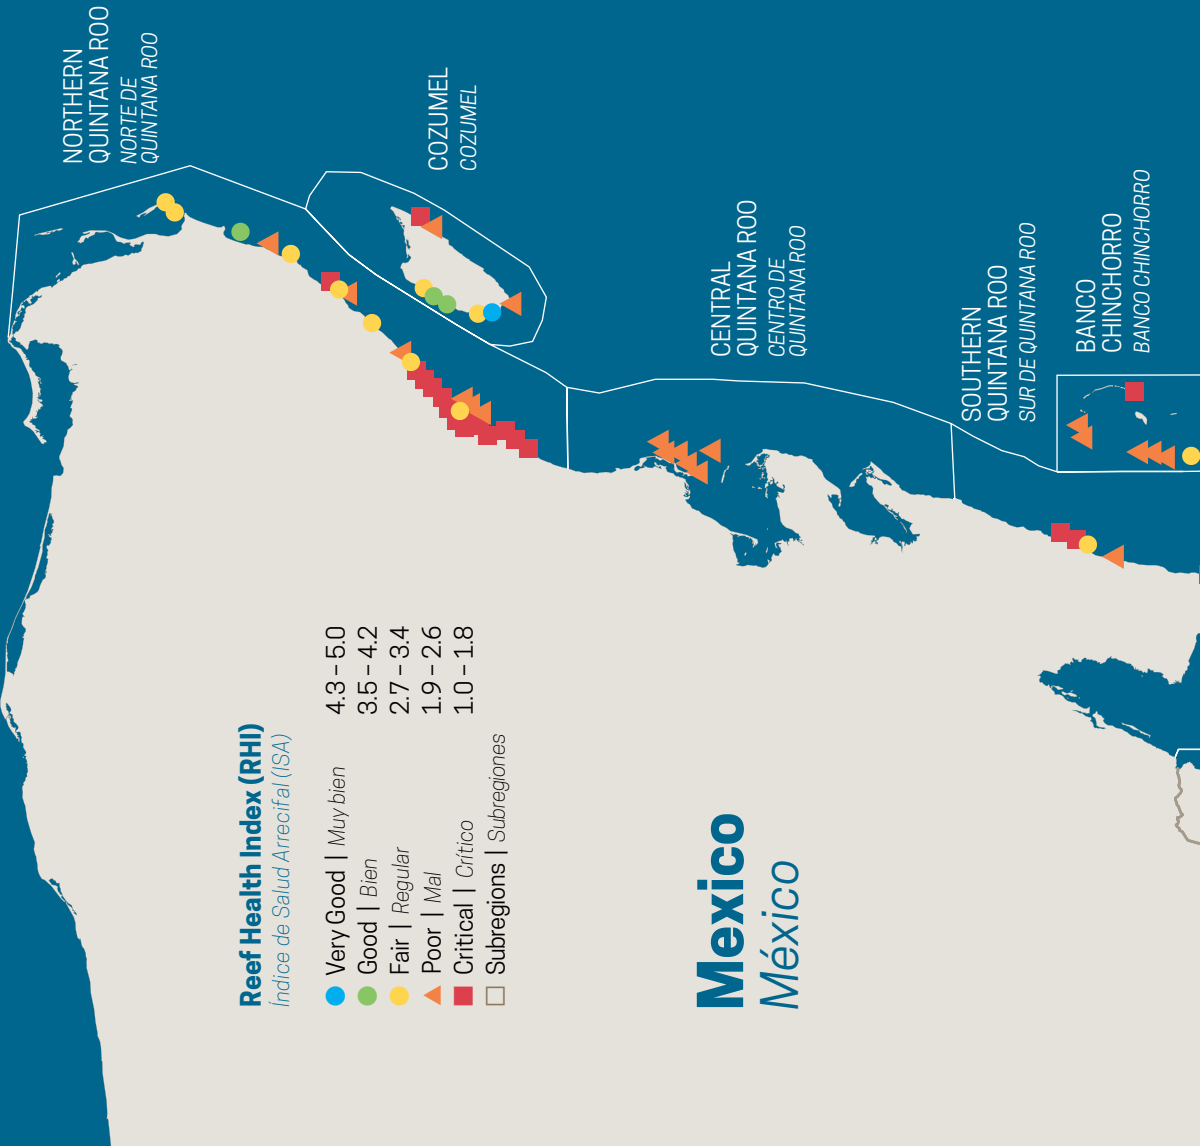 NORTHERN
QUINTANA ROO
NORTE DE
QUINTANA ROO
COZUMEL
COZUMEL
CENTRAL
QUINTANA ROO
CENTRO DE
QUINTANA ROO
SOUTHERN
QUINTANA ROO
SUR DE QUINTANA ROO
BANCO
CHINCHORRO
BANCO CHINCHORRO
Reef Health Index (RHI)
Índice de Salud Arrecifal (ISA)
Very Good | Muy bien 4.3 – 5.0
Good | Bien 3.5 – 4.2
Fair | Regular 2.7 – 3.4
Poor | Mal 1.9 – 2.6
Critical | Crítico 1.0 – 1.8
Subregions | Subregiones
Mexico
México